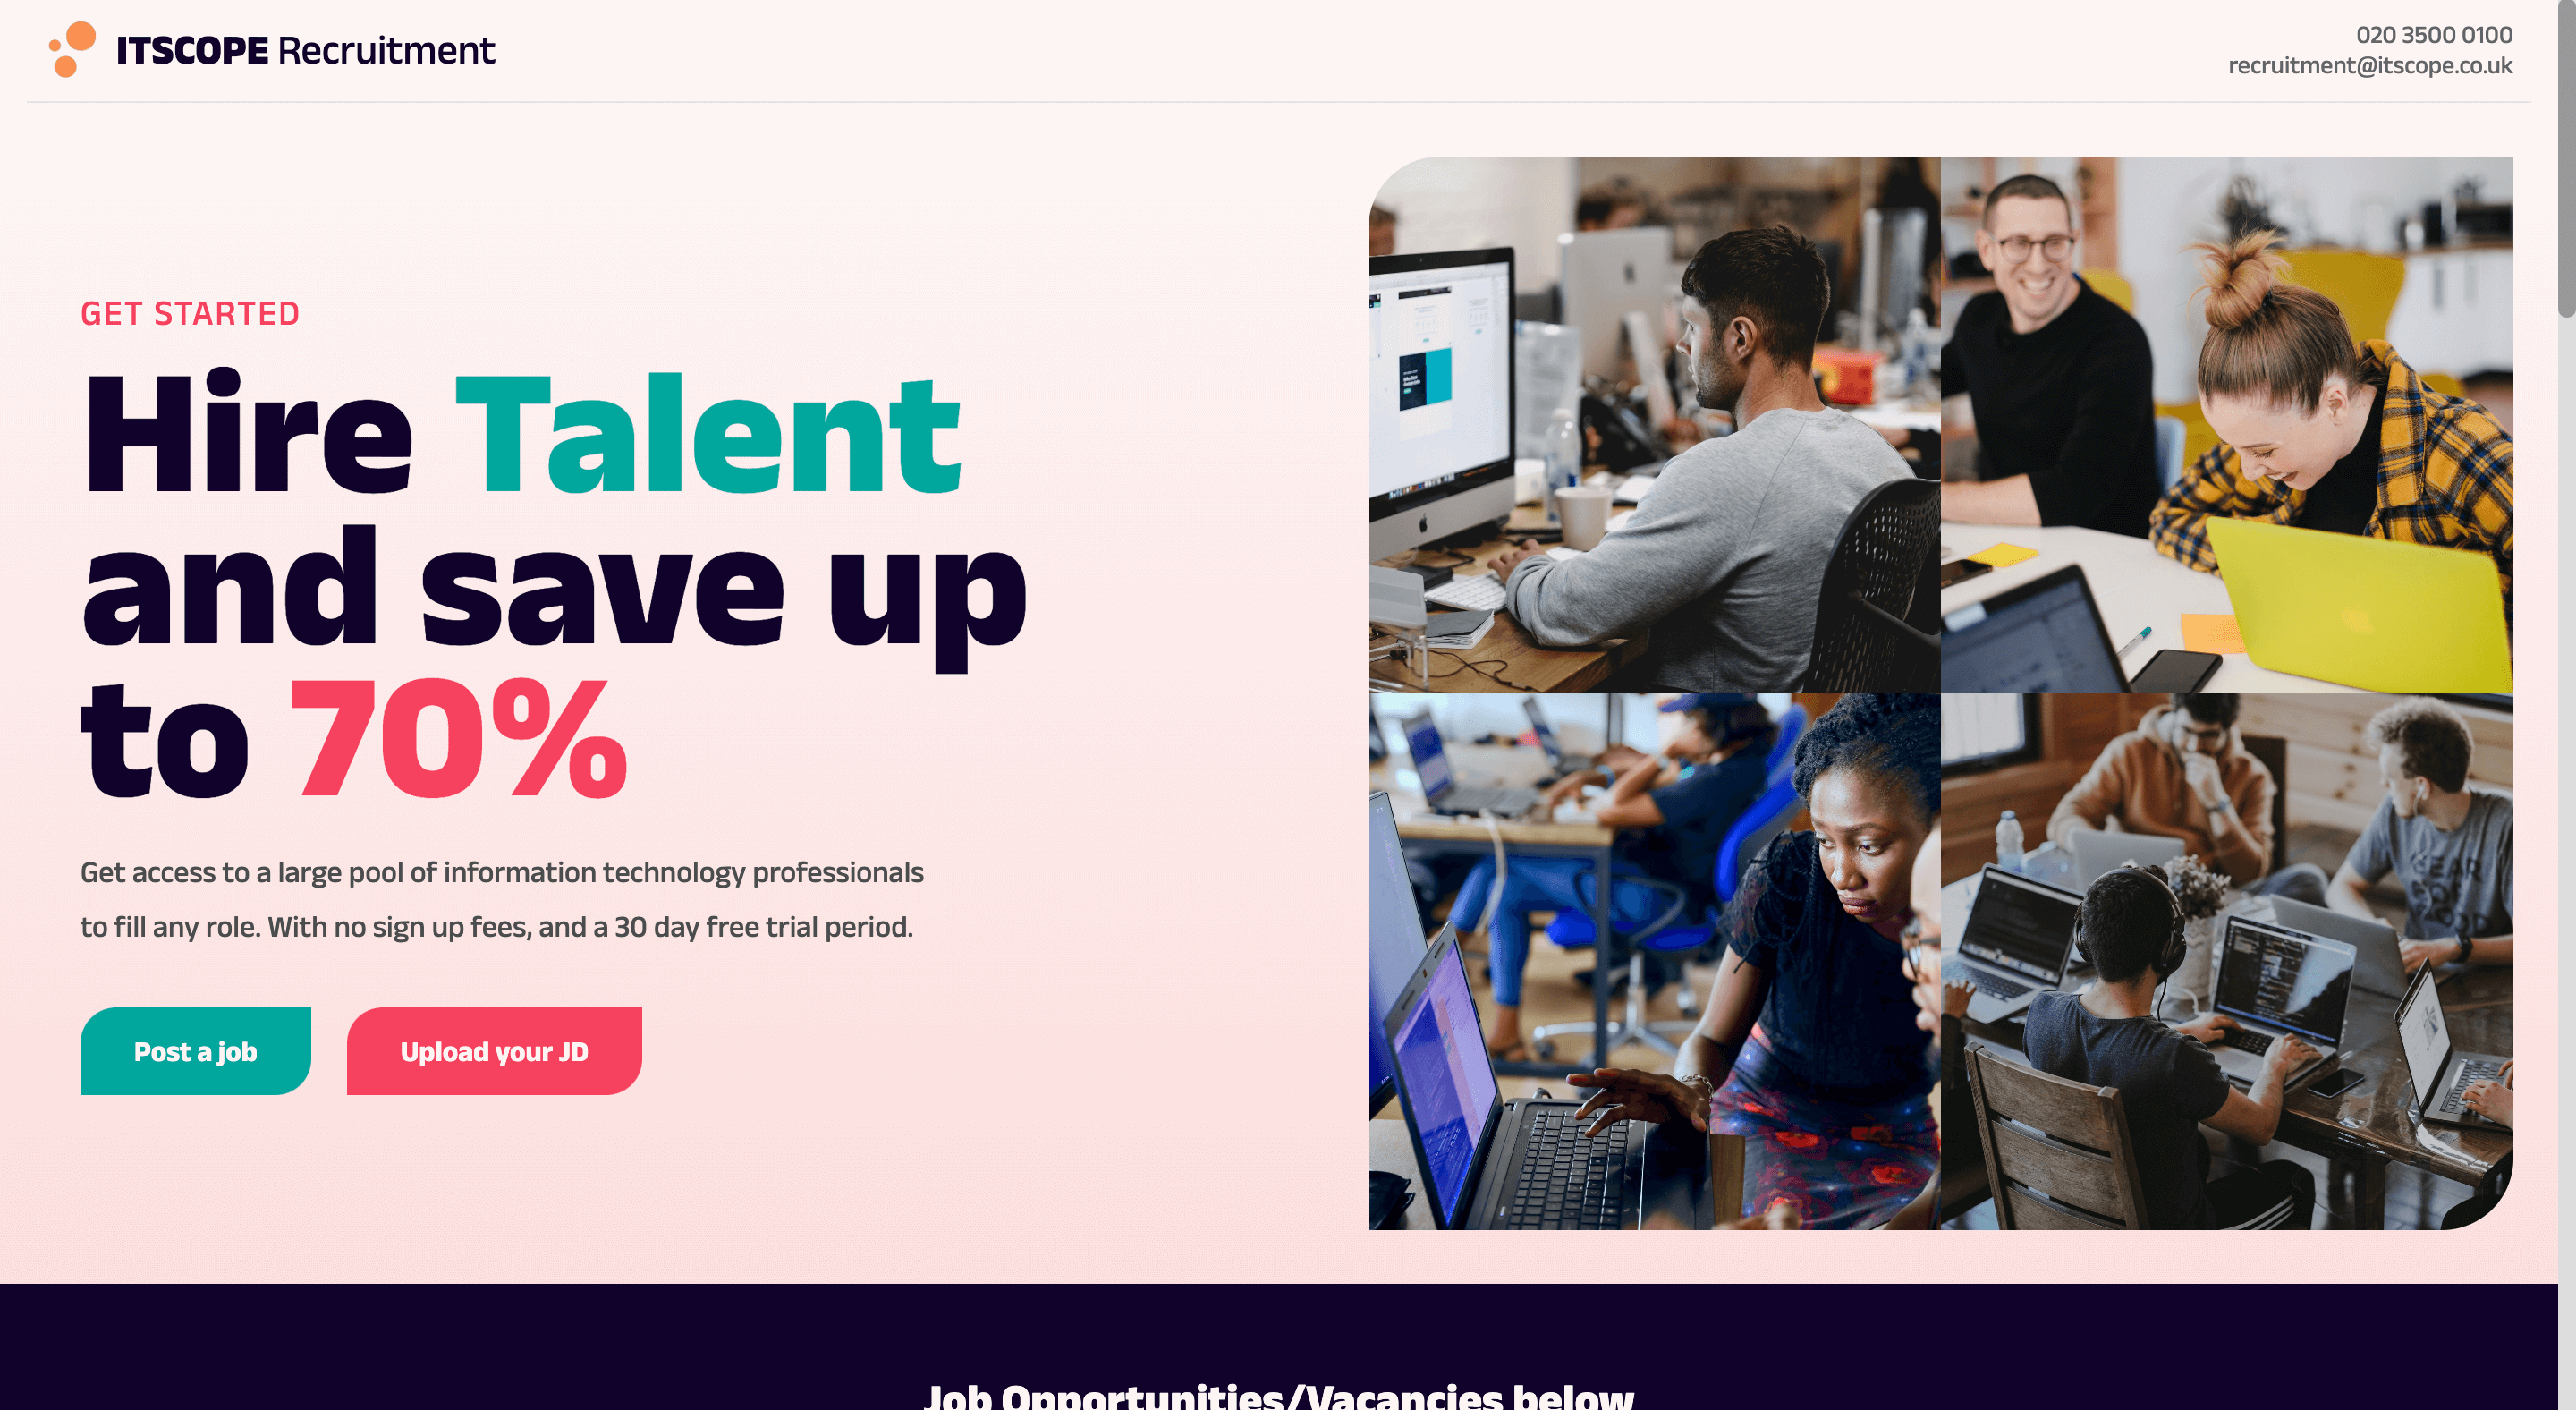 ITSCOPE Recruitment
020 3500 0100
recruitment@itscope.co.uk
GET STARTED
Hire Talent
and save up
to 70%
Get access to a large pool of information technology professionals
to fill any role. With no sign up fees, and a 30 day free trial period.
Post a job
Upload your JD
Job Opportunities/Vacancies below